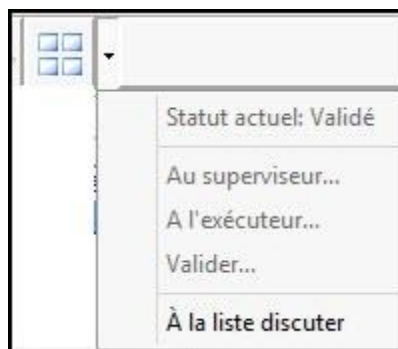 Statut actuel: Validé
Au superviseur...
A l'exécuteur...
Valider...
À la liste discuter